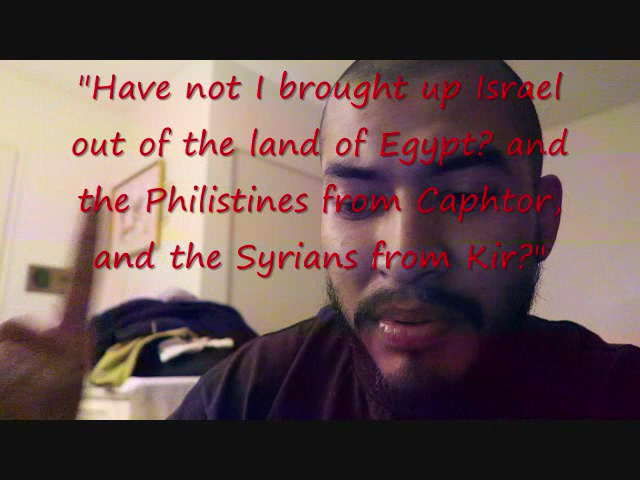 "Have not I brought up Israel
out of the land of Egypt? and
the Philistines from Caphtor,
and the Syrians from Kir?"